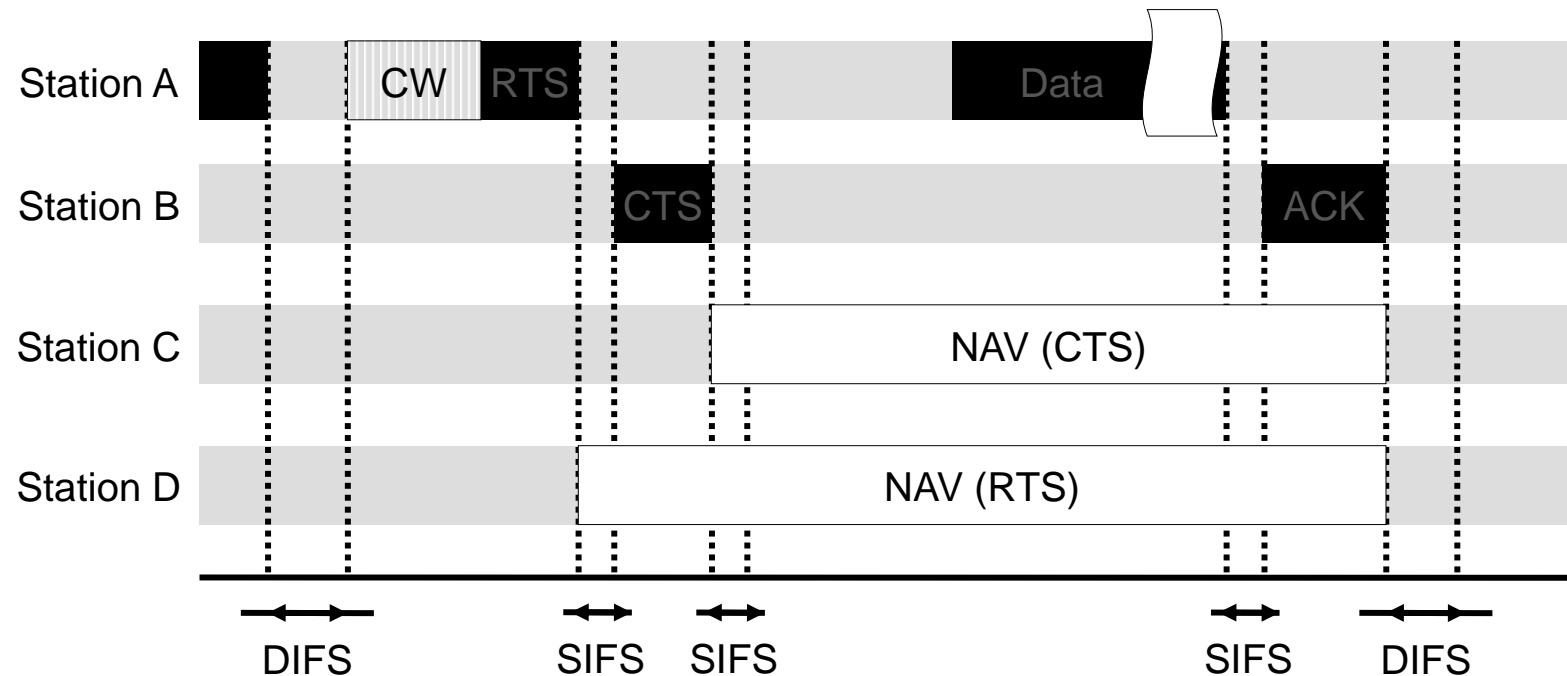 Station A CW RTS Data
Station B CTS ACK
Station C NAV (CTS)
Station D NAV (RTS)
DIFS SIFS SIFS SIFS DIFS